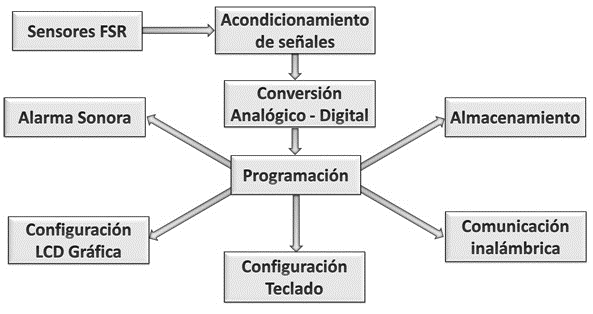 Sensores FSR
Acondicionamiento
de señales
Conversión
Analógico - Digital
Alarma Sonora
Almacenamiento
Programación
Configuración
LCD Gráfica
Configuración
Teclado
Comunicación
inalámbrica